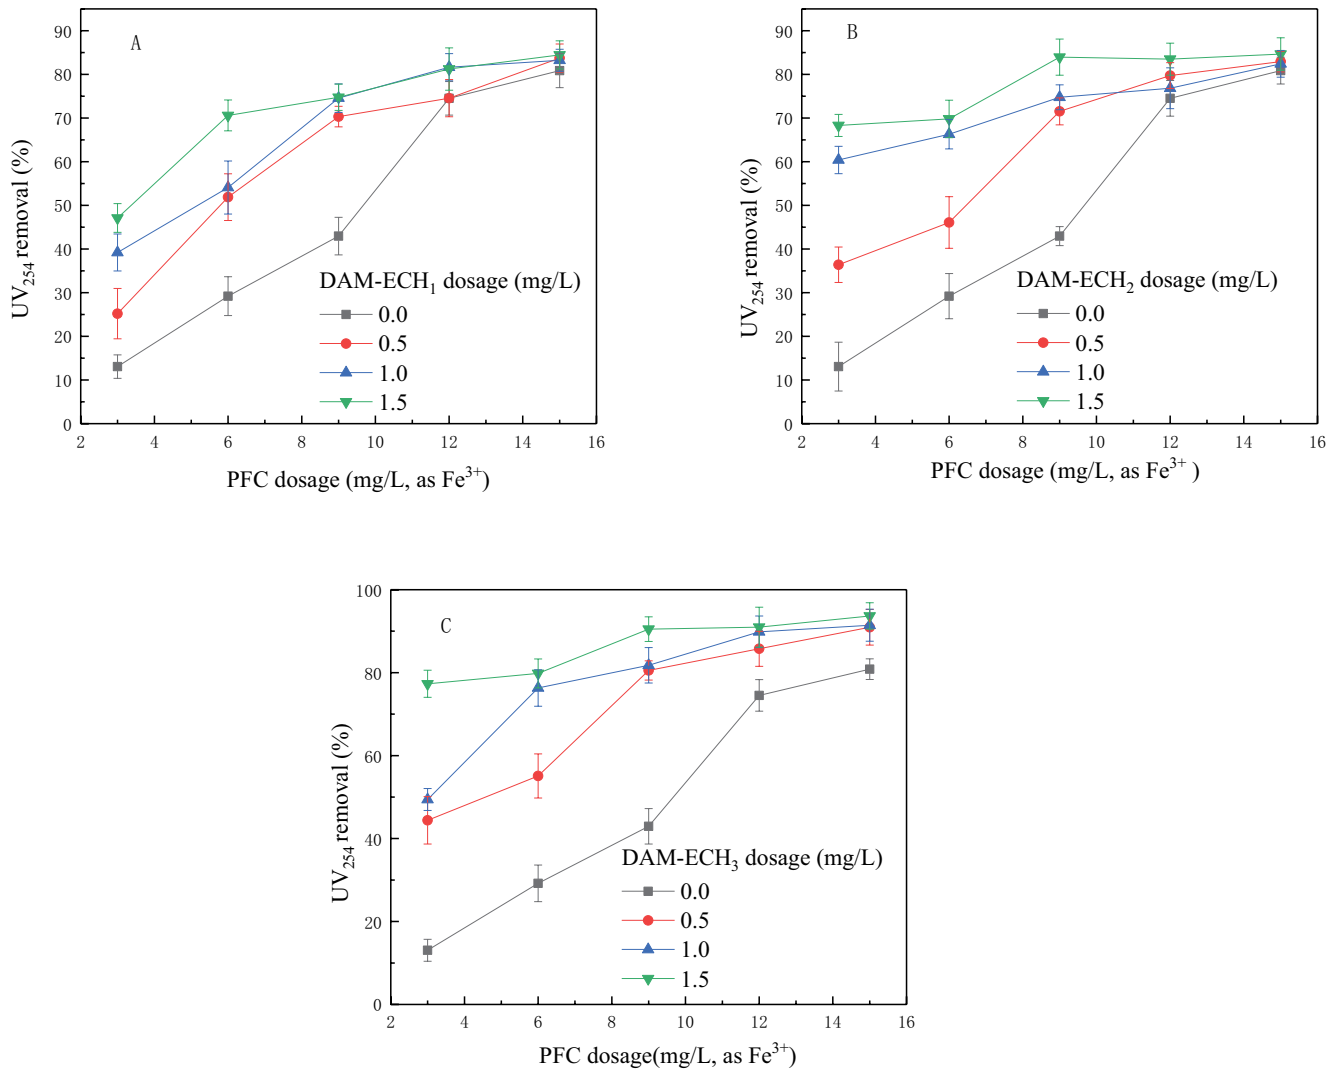 A
90
80
70
60
50
40
30
20
10
0
UV254 removal (%)
DAM-ECH1 dosage (mg/L)
0.0
0.5
1.0
1.5
2 4 6 8 10 12 14 16
PFC dosage (mg/L, as Fe3+)
B
90
80
70
60
50
40
30
20
10
0
UV254 removal (%)
DAM-ECH2 dosage (mg/L)
0.0
0.5
1.0
1.5
2 4 6 8 10 12 14 16
PFC dosage (mg/L, as Fe3+ )
C
100
80
60
40
20
0
UV254 removal (%)
DAM-ECH3 dosage (mg/L)
0.0
0.5
1.0
1.5
2 4 6 8 10 12 14 16
PFC dosage(mg/L, as Fe3+)